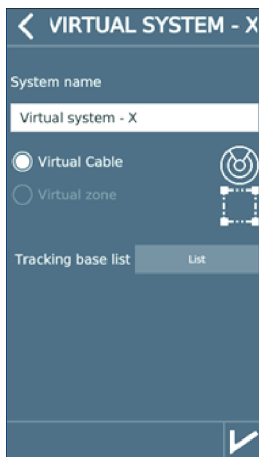 VIRTUAL SYSTEM - X
System name
Virtual system - X
Virtual Cable
Virtual zone
Tracking base list List